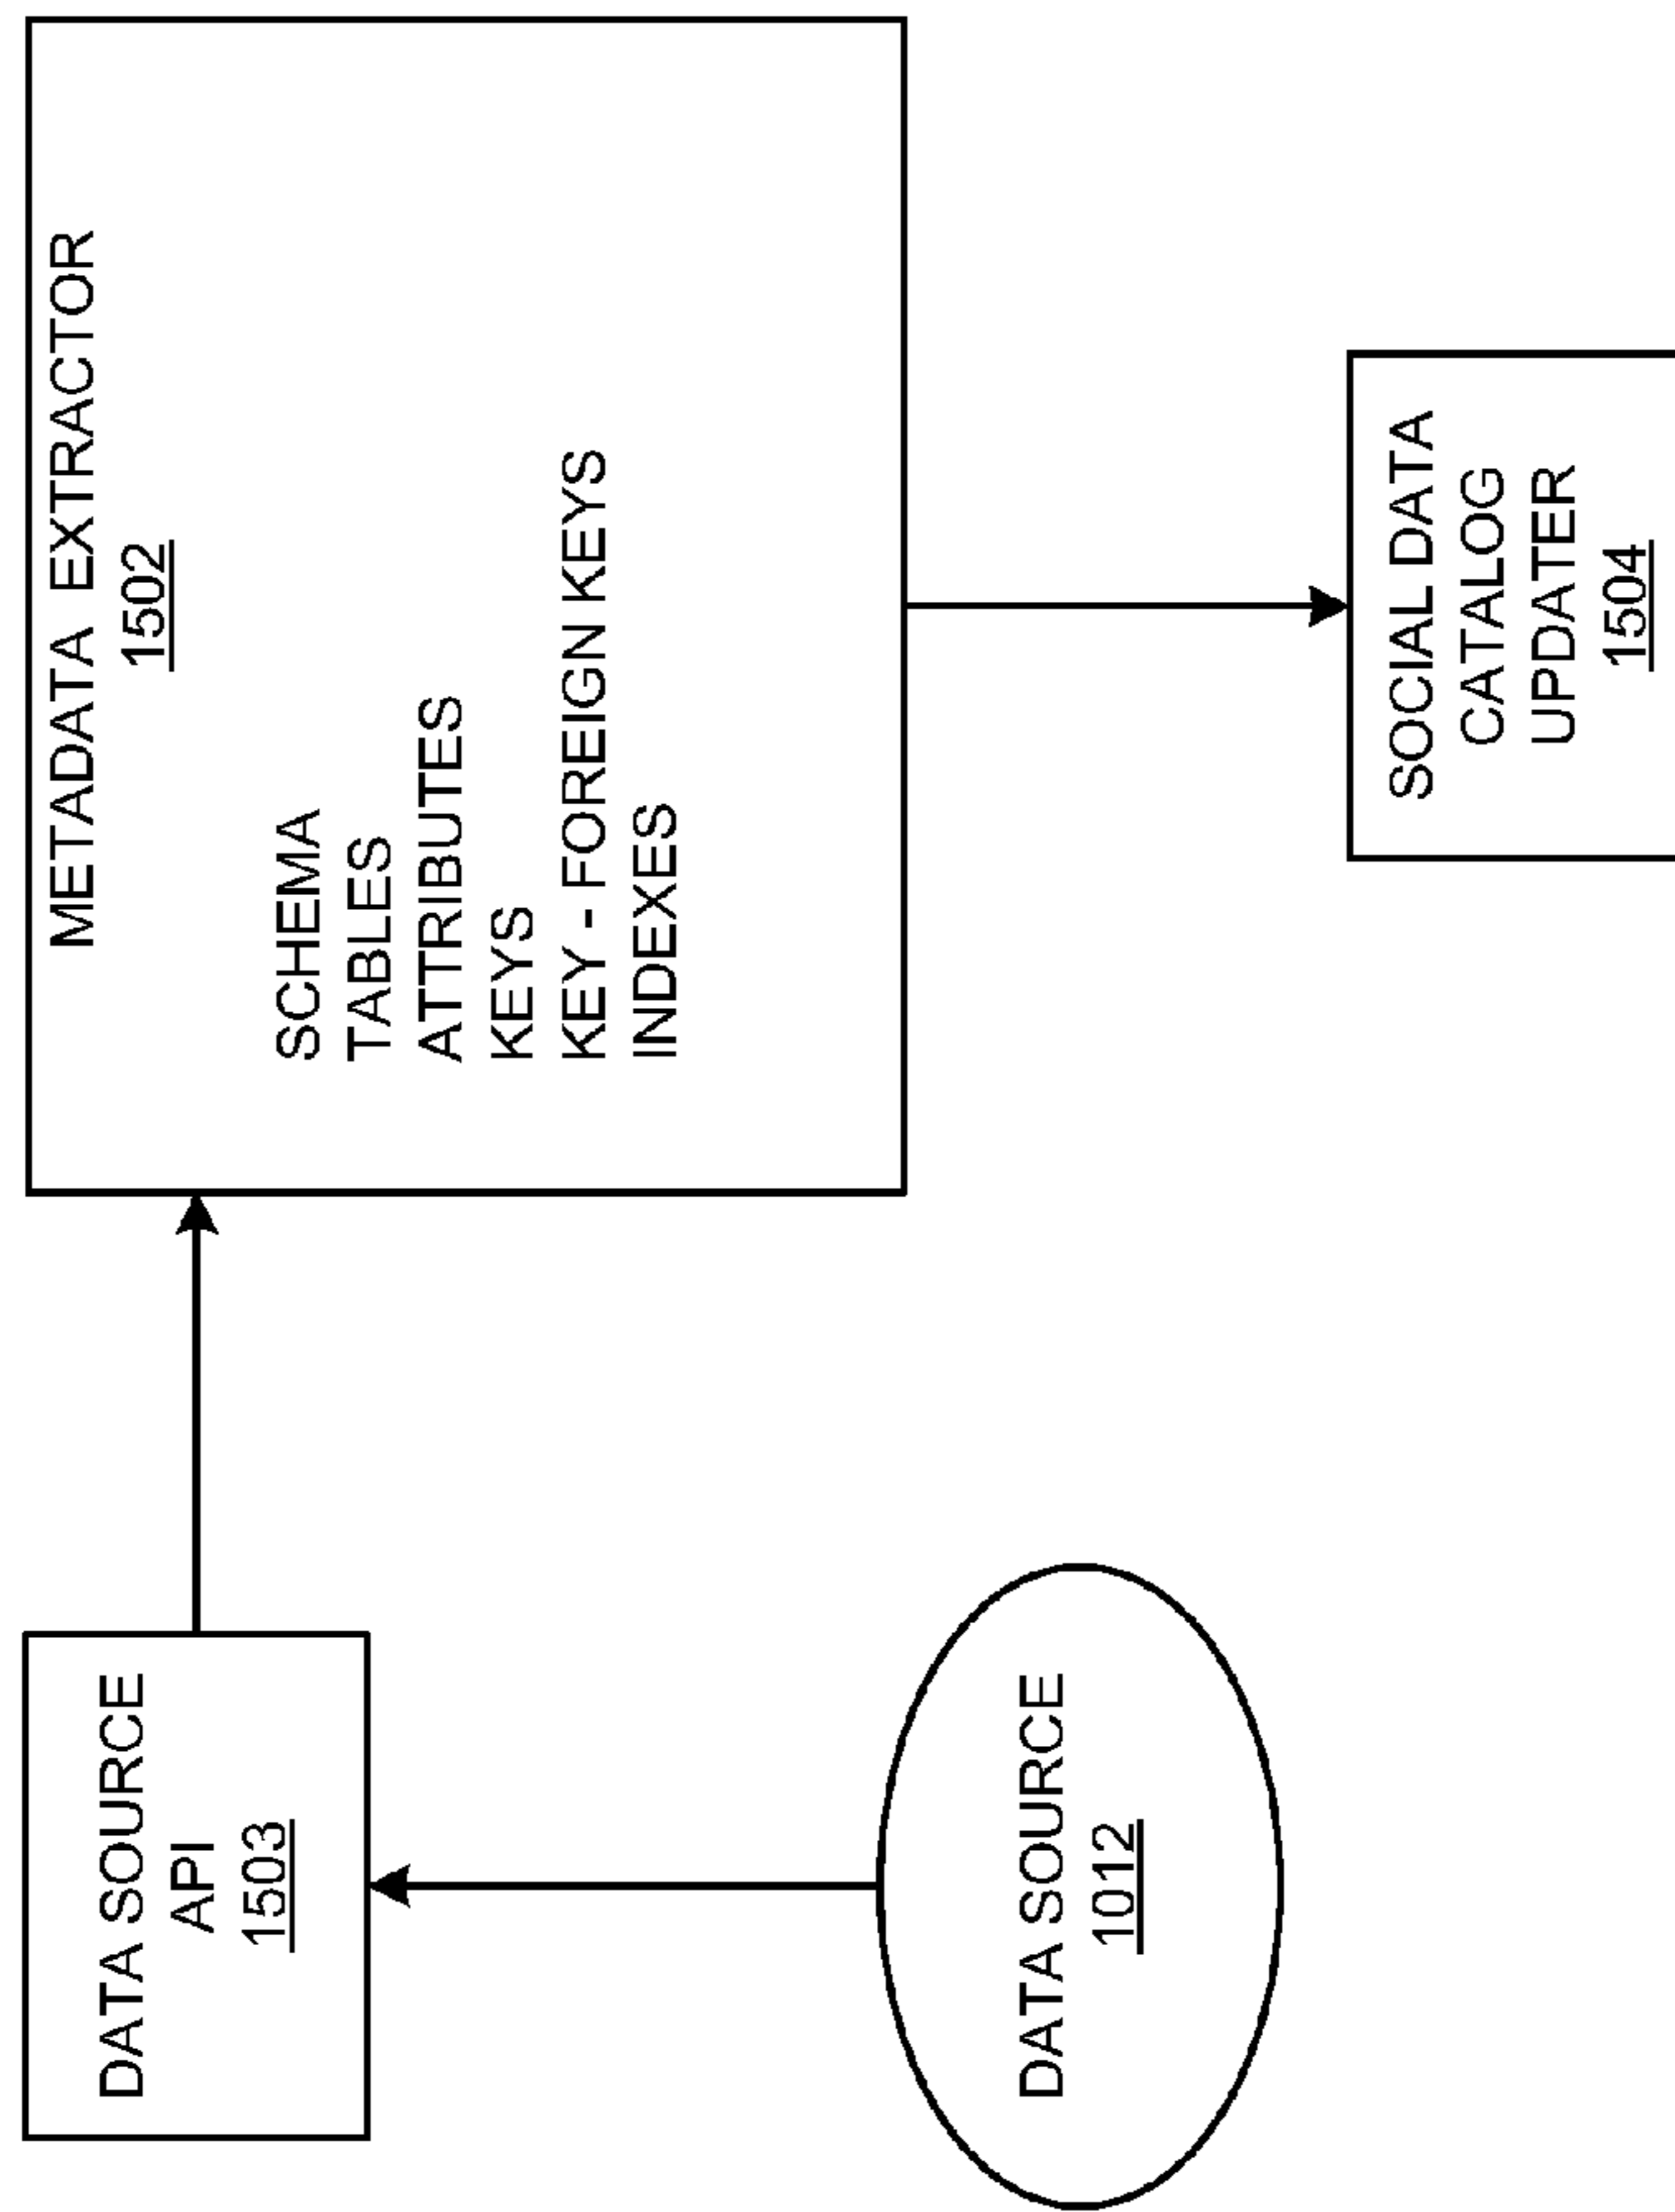 DATA SOURCE
API
1503
METADATA EXTRACTOR
1502
SCHEMA
TABLES
ATTRIBUTES
KEYS
KEY - FOREIGN KEYS
INDEXES
DATA SOURCE
1012
SOCIAL DATA
CATALOG
UPDATER
1504